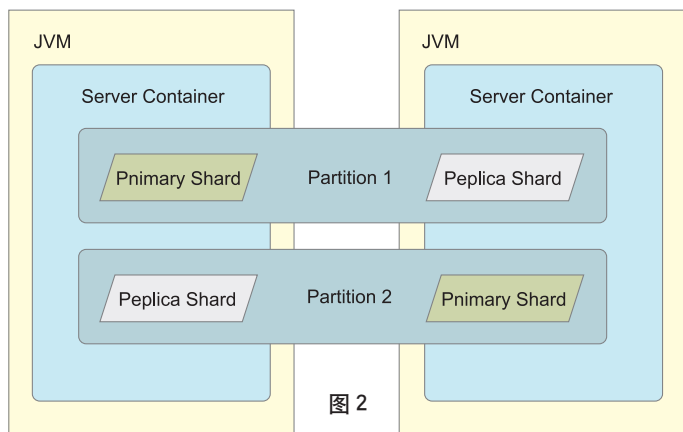 JVM
JVM
Server Container
Server Container
Pnimary Shard
Partition 1
Peplica Shard
Peplica Shard
Partition 2
Pnimary Shard
图 2